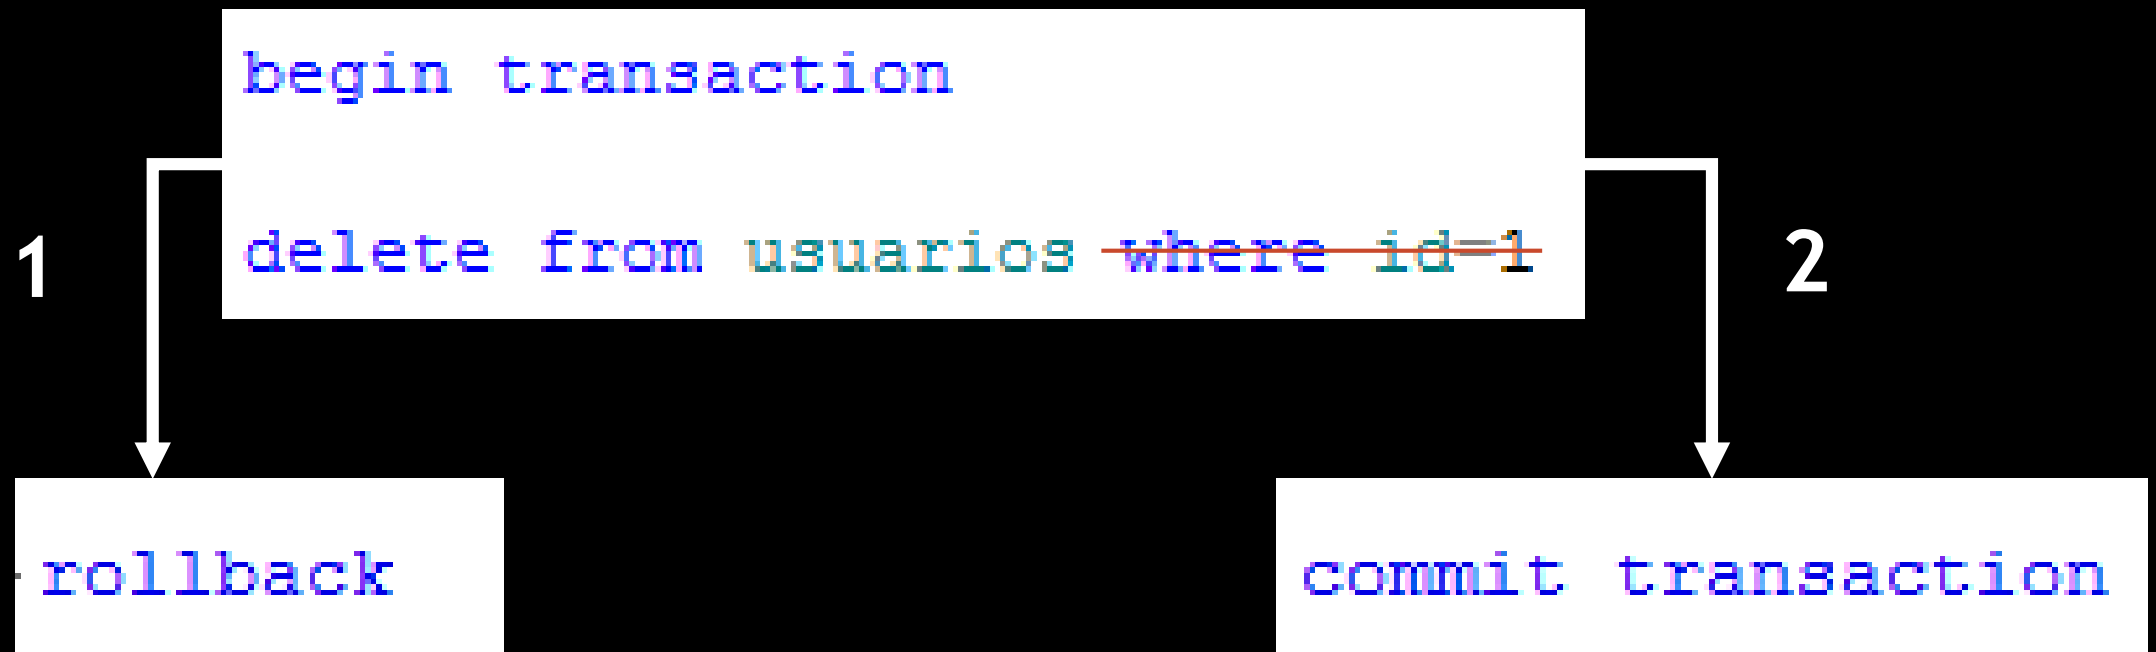 begin transaction
delete from usuarios where id=1
1
2
rollback
commit transaction